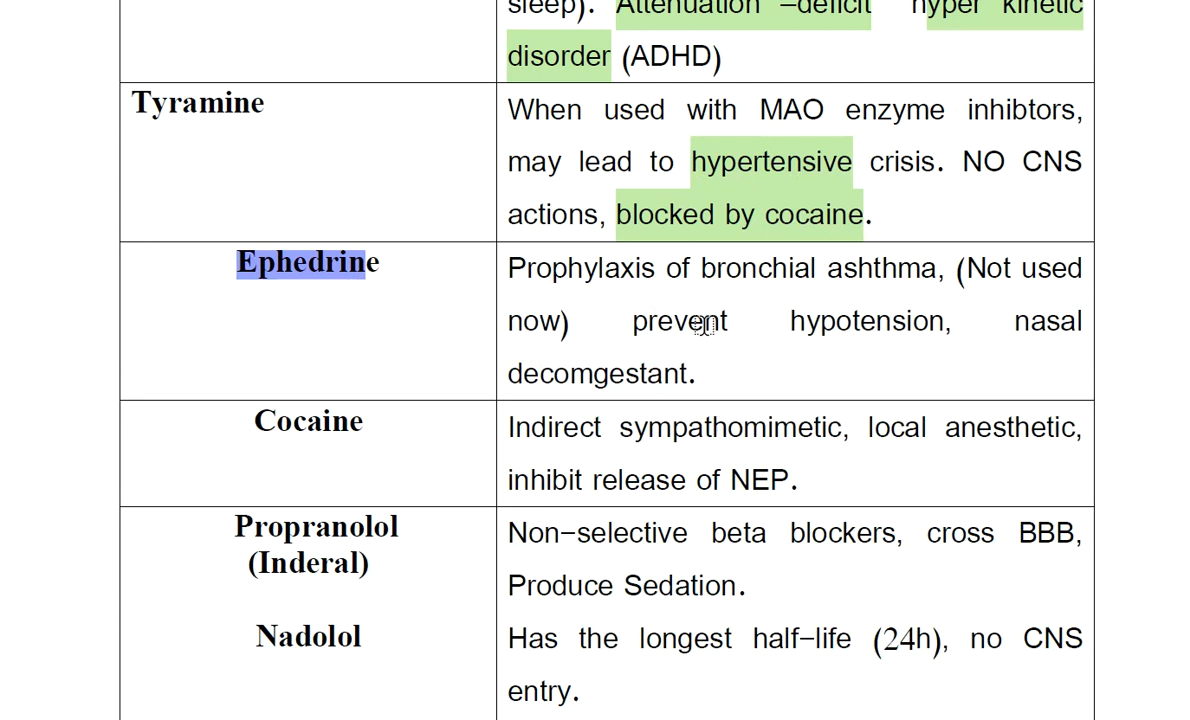 sleep). Attenuation –deficit hyper kinetic
disorder (ADHD)
Tyramine
When used with MAO enzyme inhibtors,
may lead to hypertensive crisis. NO CNS
actions, blocked by cocaine.
Ephedrine
Prophylaxis of bronchial ashthma, (Not used
now) prevent hypotension, nasal
decomgestant.
Cocaine
Indirect sympathomimetic, local anesthetic,
inhibit release of NEP.
Propranolol
(Inderal)
Non–selective beta blockers, cross BBB,
Produce Sedation.
Nadolol
Has the longest half–life (24h), no CNS
entry.